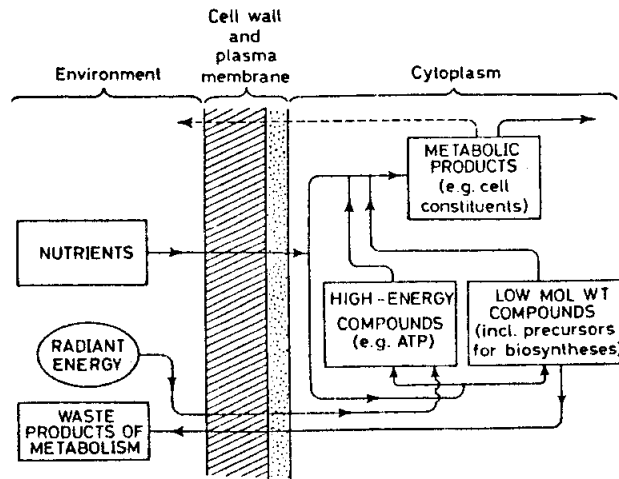 Cell wall
and
plasma
membrane
Environment
Cytoplasm
METABOLIC
PRODUCTS
(e.g. cell
constituents)
NUTRIENTS
HIGH-ENERGY
COMPOUNDS
(e.g. ATP)
LOW MOL WT
COMPOUNDS
(incl. precursors
for biosyntheses)
RADIANT
ENERGY
WASTE
PRODUCTS OF
METABOLISM